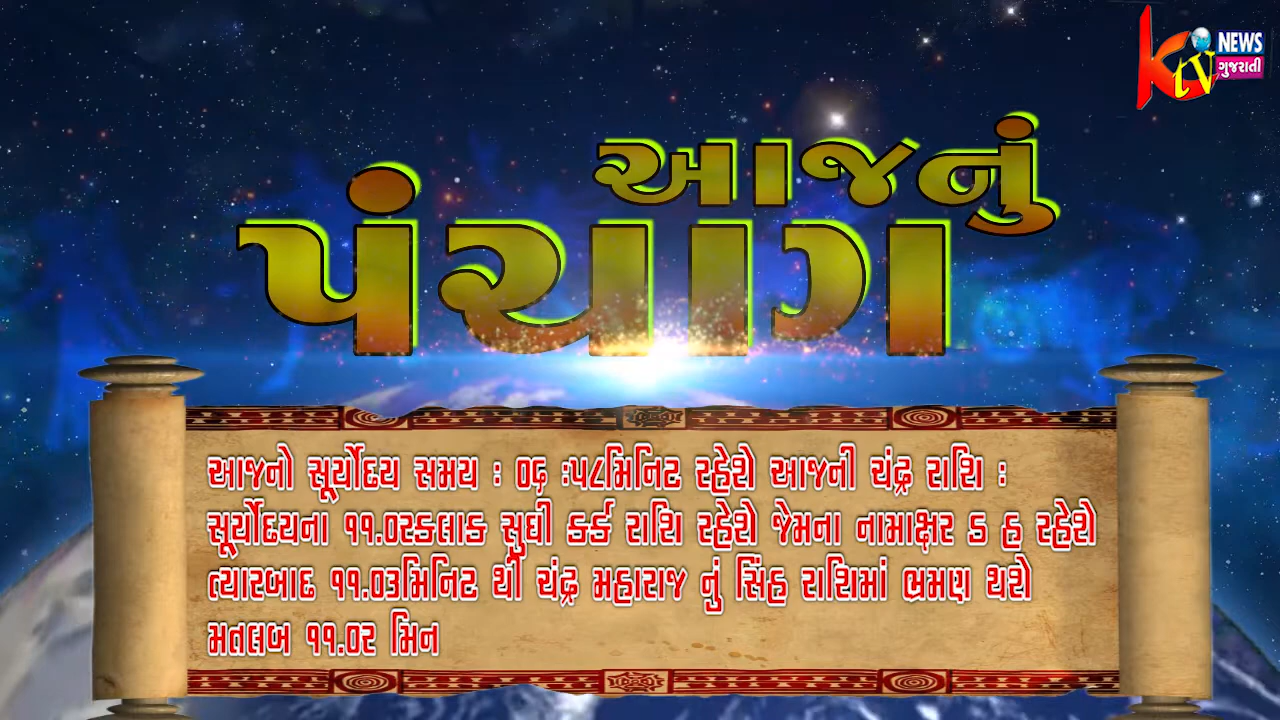 KTV NEWS
ગુજરાતી
આજનું
પંચાગ
આજનો સૂર્યોદય સમય : ૦૬ :૫૮મિનિટ રહેશે આજની ચંદ્ર રાશિ :
સૂર્યોદયના ૧૧.૦૨કલાક સુધી કર્ક રાશિ રહેશે જેમના નામાક્ષર ડ હ રહેશે
ત્યારબાદ ૧૧.૦૩મિનિટ થી ચંદ્ર મહારાજ નું સિંહ રાશિમાં ભ્રમણ થશે
મતલબ ૧૧.૦૨ મિન